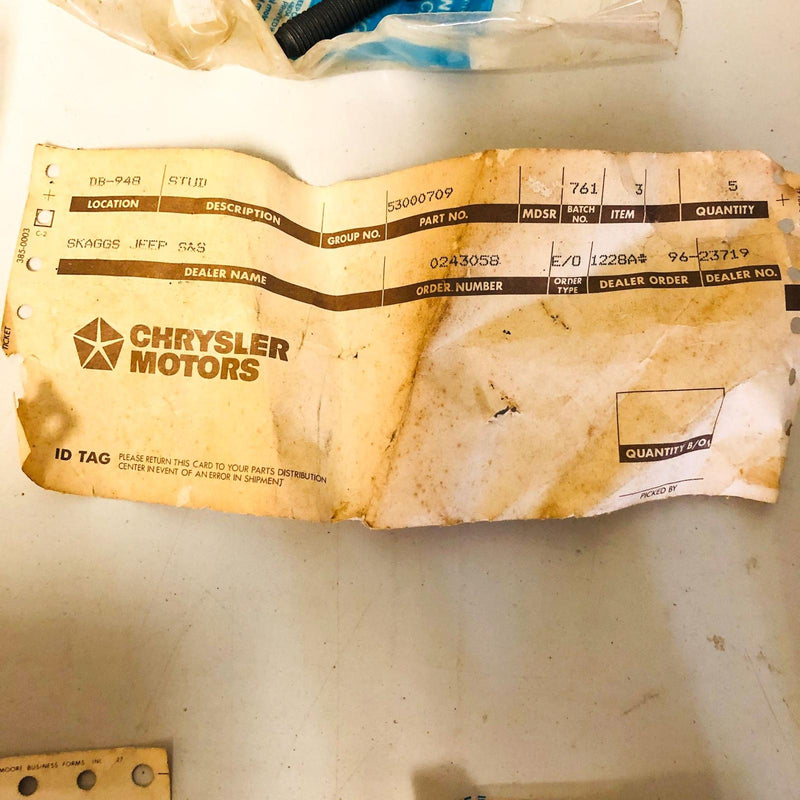 DB-948 STUD 53000709 761 3 5
LOCATION DESCRIPTION GROUP NO. PART NO. MDSR BATCH NO. ITEM QUANTITY
SKAGGS JEEP S&S 0243058 E/O 1228A# 96-23719
DEALER NAME ORDER NUMBER ORDER TYPE DEALER ORDER DEALER NO.
385-0003
C-2
TICKET
CHRYSLER
MOTORS
ID TAG PLEASE RETURN THIS CARD TO YOUR PARTS DISTRIBUTION
CENTER IN EVENT OF AN ERROR IN SHIPMENT
QUANTITY B/O
PICKED BY
MOORE BUSINESS FORMS INC